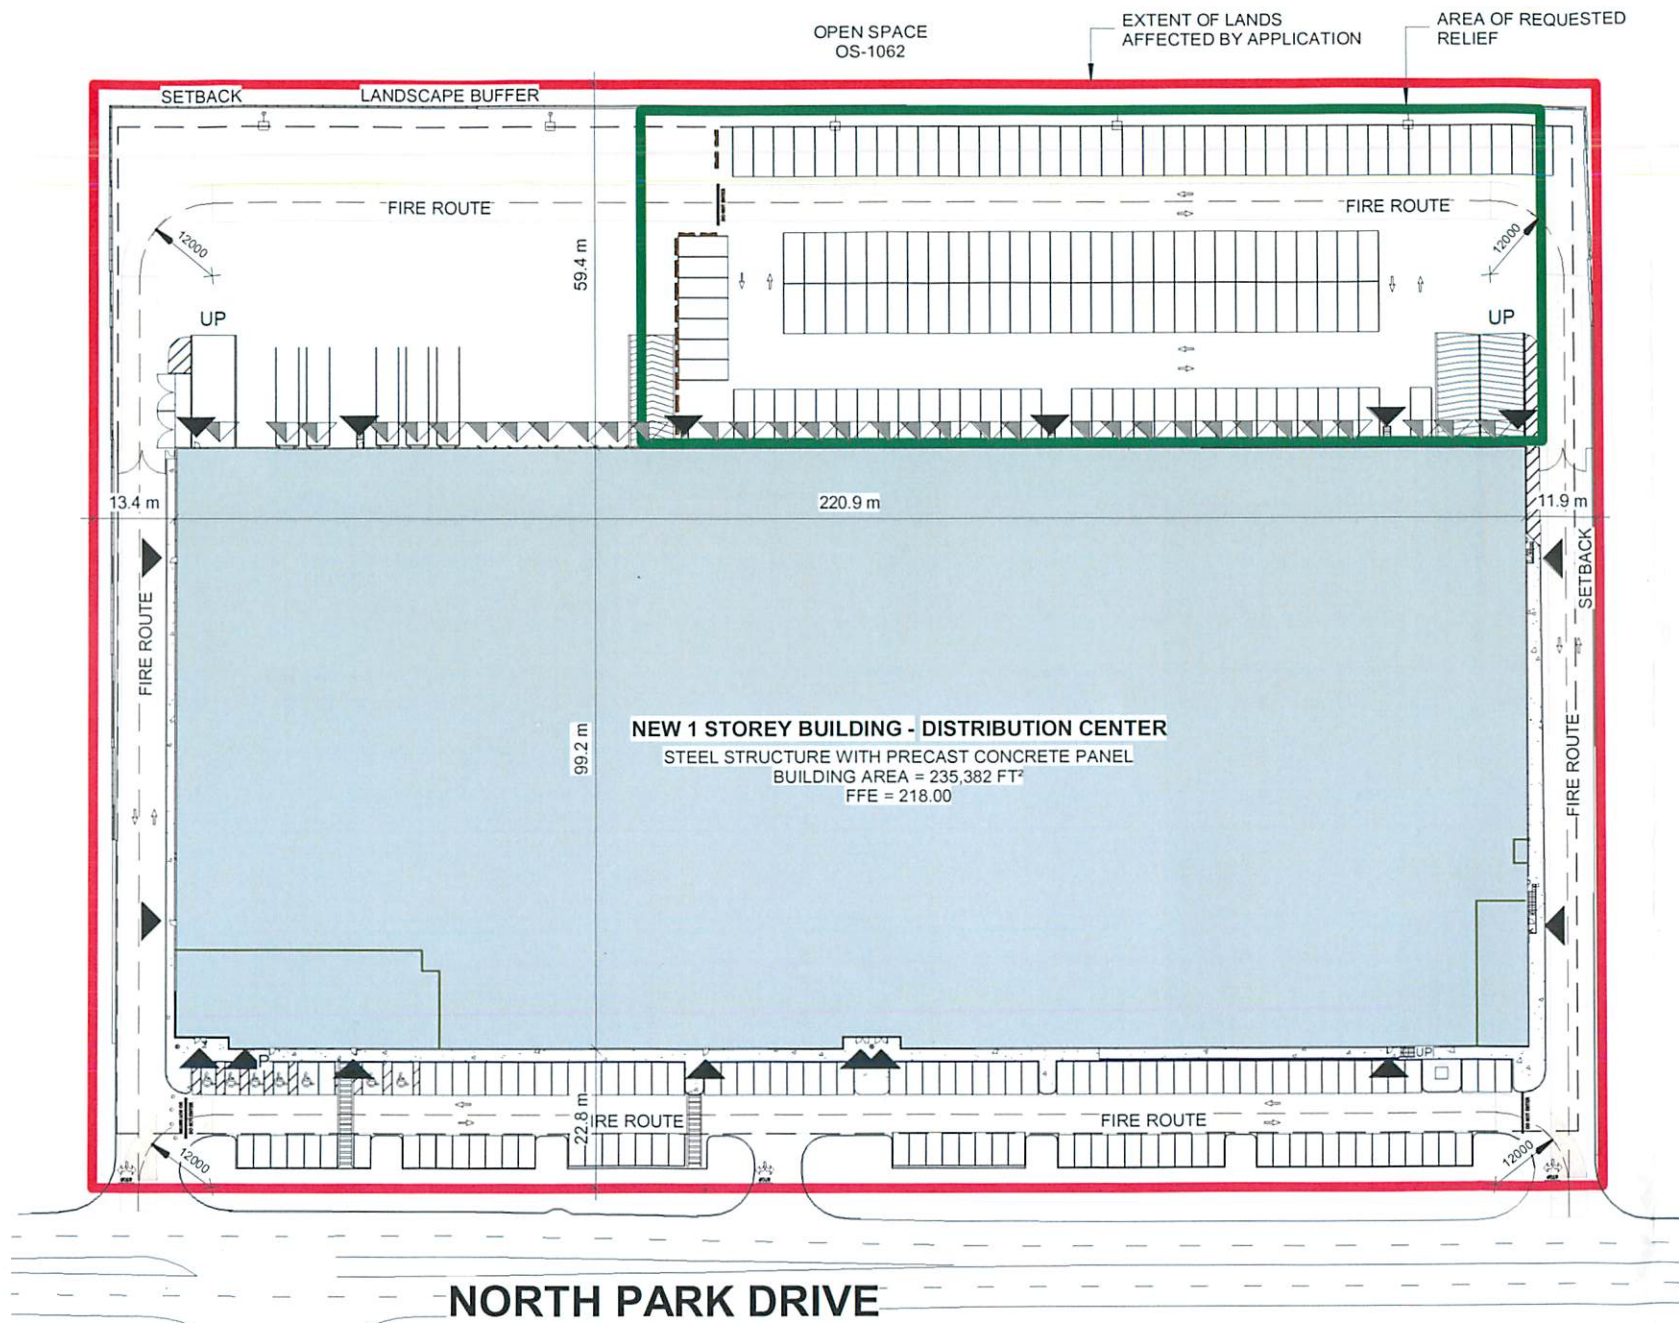 OPEN SPACE
OS-1062
EXTENT OF LANDS
AFFECTED BY APPLICATION
AREA OF REQUESTED
RELIEF
SETBACK
LANDSCAPE BUFFER
FIRE ROUTE
FIRE ROUTE
12000
12000
59.4 m
UP
UP
13.4 m
220.9 m
11.9 m
SETBACK
FIRE ROUTE
FIRE ROUTE
99.2 m
NEW 1 STOREY BUILDING - DISTRIBUTION CENTER
STEEL STRUCTURE WITH PRECAST CONCRETE PANEL
BUILDING AREA = 235,382 FT²
FFE = 218.00
P
UP
22.8 m
IRE ROUTE
FIRE ROUTE
12000
12000
NORTH PARK DRIVE